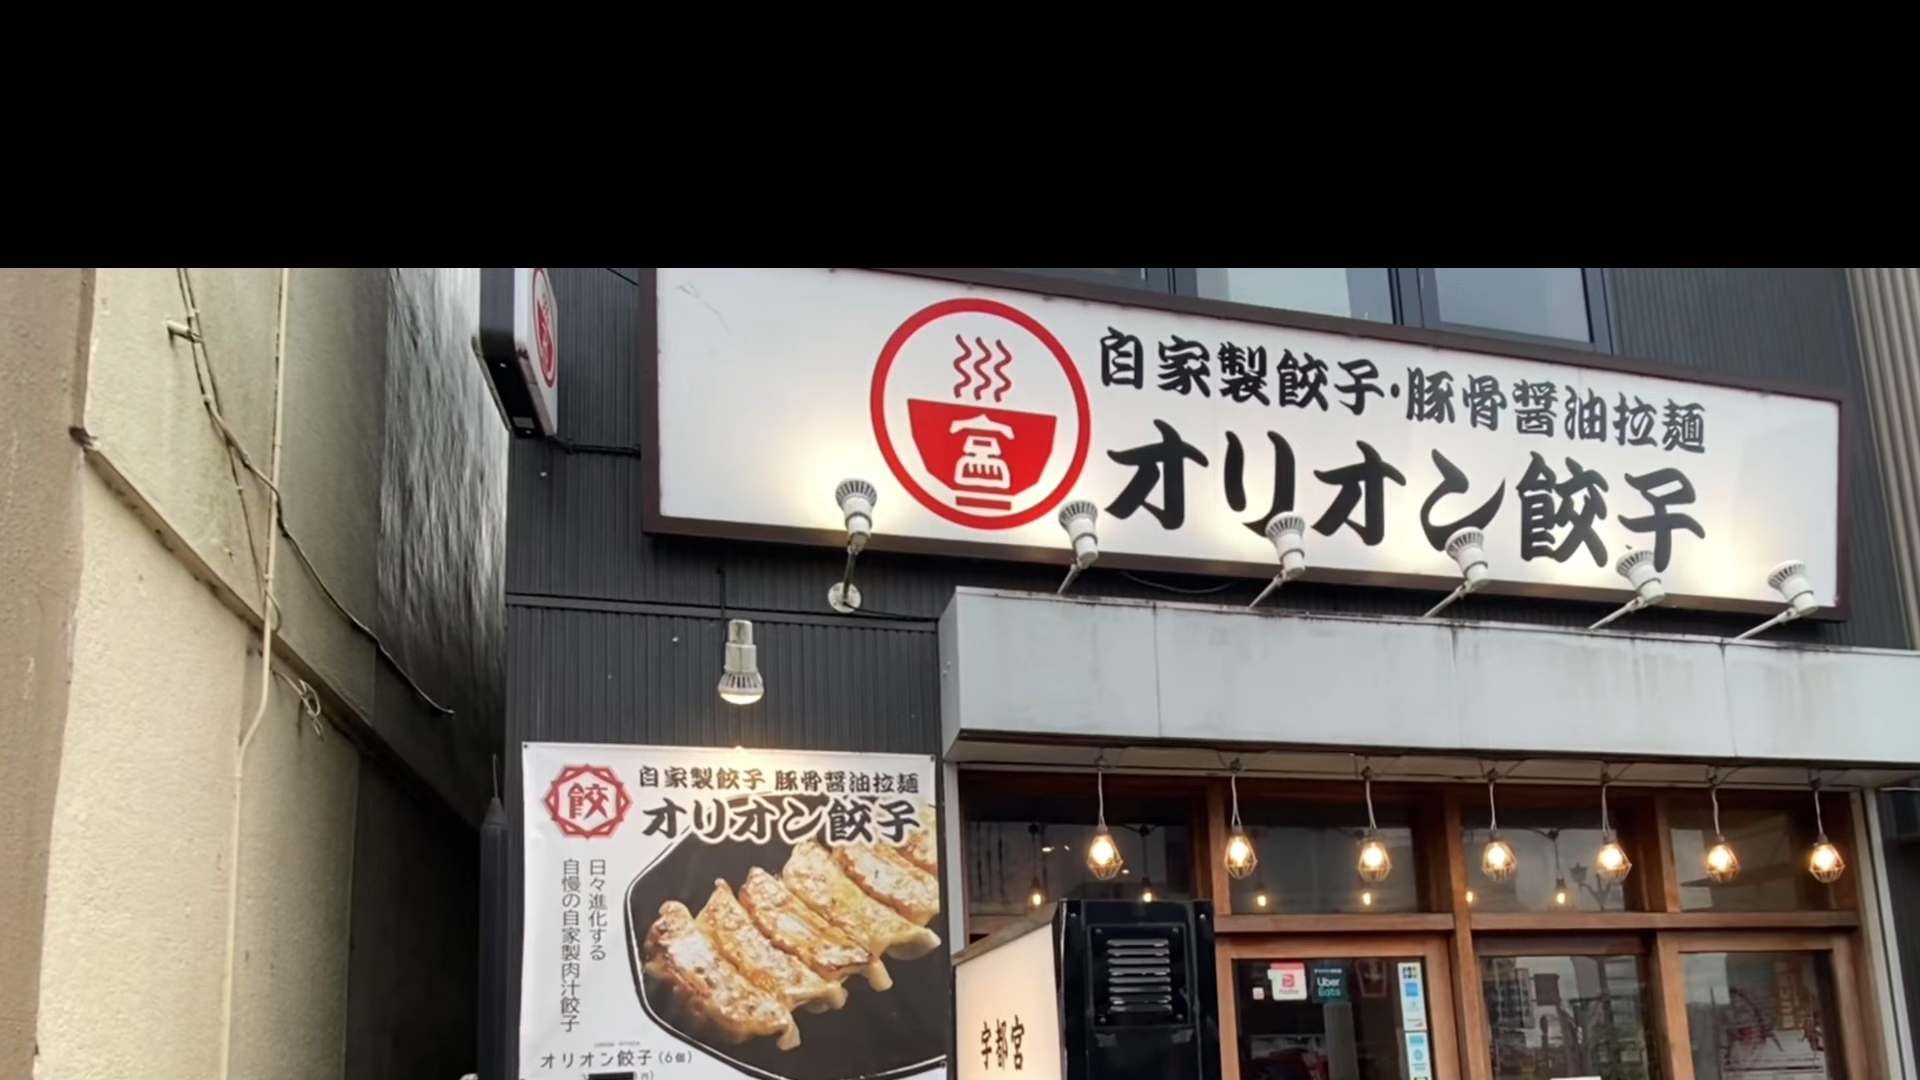 自家製餃子・豚骨醤油拉麺
オリオン餃子
餃
自家製餃子 豚骨醤油拉麺
オリオン餃子
日々進化する
自慢の自家製肉汁餃子
オリオン餃子(6個)
宇都宮
Uber
Eats